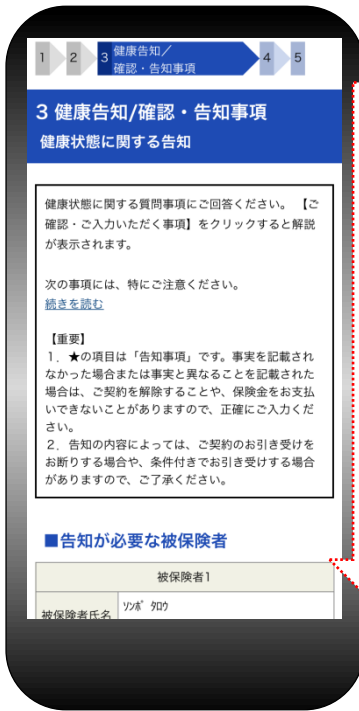 1 2 3 健康告知/ 4 5
確認・告知事項
3 健康告知/確認・告知事項
健康状態に関する告知
健康状態に関する質問事項にご回答ください。【ご
確認・ご入力いただく事項】をクリックすると解説
が表示されます。
次の事項には、特にご注意ください。
続きを読む
【重要】
１．★の項目は「告知事項」です。事実を記載され
なかった場合または事実と異なることを記載された
場合は、ご契約を解除することや、保険金をお支払
いできないことがありますので、正確にご入力くだ
さい。
２．告知の内容によっては、ご契約のお引き受けを
お断りする場合や、条件付きでお引き受けする場合
がありますので、ご了承ください。
■告知が必要な被保険者
被保険者1
被保険者氏名 ｿﾝﾎﾟ ﾀﾛｳ